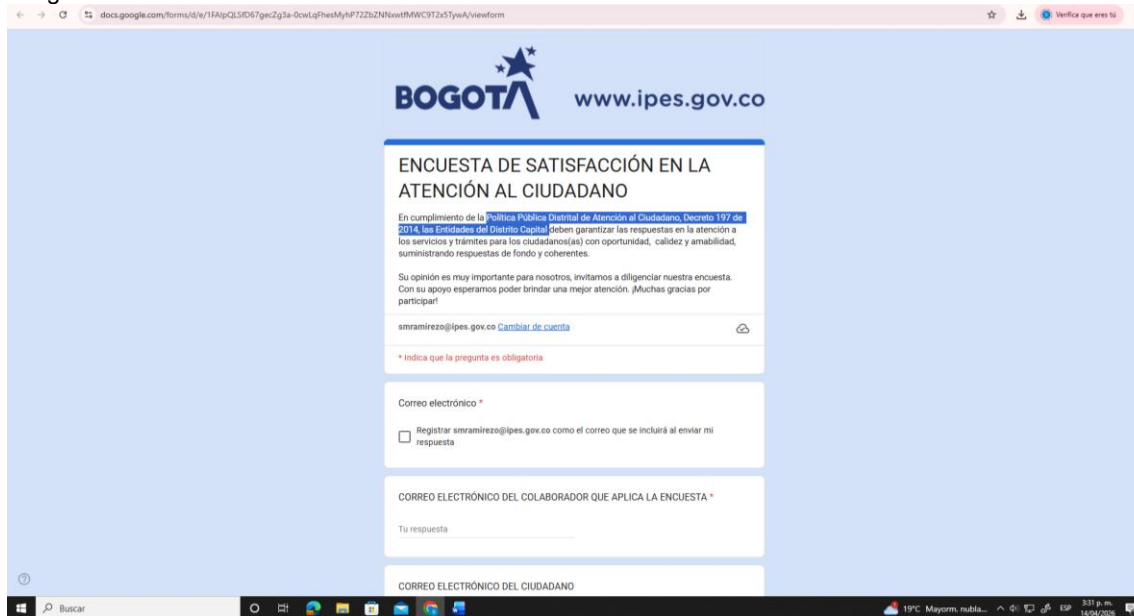 docs.google.com/forms/d/e/1FAIpQLSfD67gecZg3a-0cwLqFhesMyhP72ZbZNNxwtfMWC9T2x5TywA/viewform
Verifica que eres tú
BOGOTÁ www.ipes.gov.co
ENCUESTA DE SATISFACCIÓN EN LA
ATENCIÓN AL CIUDADANO
En cumplimiento de la Política Pública Distrital de Atención al Ciudadano, Decreto 197 de
2014, las Entidades del Distrito Capital deben garantizar las respuestas en la atención a
los servicios y trámites para los ciudadanos(as) con oportunidad, calidez y amabilidad,
suministrando respuestas de fondo y coherentes.
Su opinión es muy importante para nosotros, invitamos a diligenciar nuestra encuesta.
Con su apoyo esperamos poder brindar una mejor atención. ¡Muchas gracias por
participar!
smramirezo@ipes.gov.co Cambiar de cuenta
* Indica que la pregunta es obligatoria
Correo electrónico *
Registrar smramirezo@ipes.gov.co como el correo que se incluirá al enviar mi
respuesta
CORREO ELECTRÓNICO DEL COLABORADOR QUE APLICA LA ENCUESTA *
Tu respuesta
CORREO ELECTRÓNICO DEL CIUDADANO
Buscar
19°C Mayorm. nubla... ESP 3:31 p. m.
14/04/2026